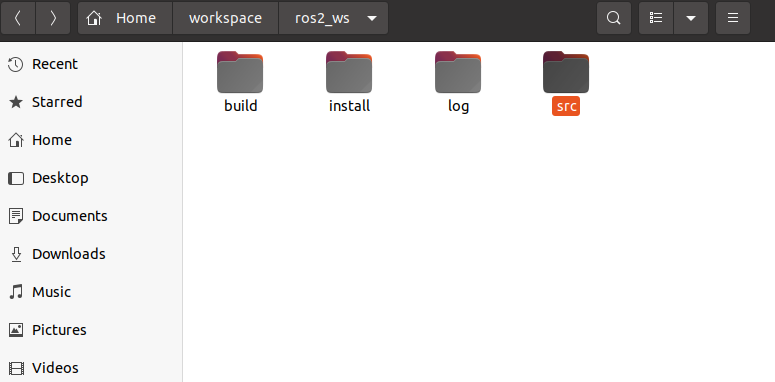 Home workspace ros2_ws
Recent
Starred
Home
Desktop
Documents
Downloads
Music
Pictures
Videos
build install log src